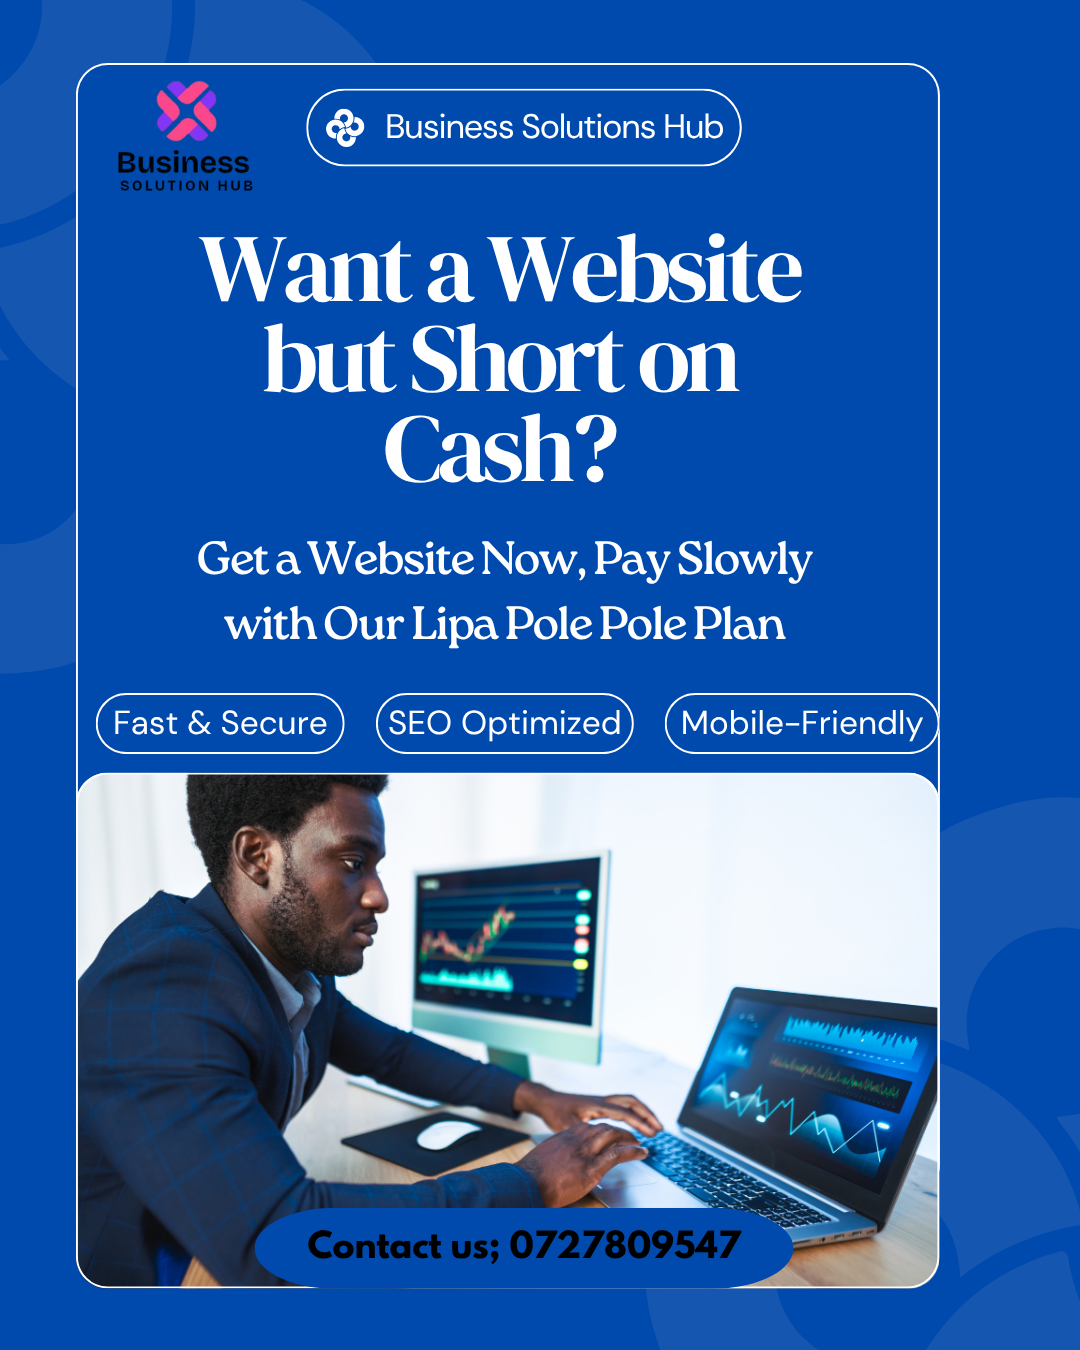 Business
SOLUTION HUB
Business Solutions Hub
Want a Website
but Short on
Cash?
Get a Website Now, Pay Slowly
with Our Lipa Pole Pole Plan
Fast & Secure
SEO Optimized
Mobile-Friendly
Contact us; 0727809547